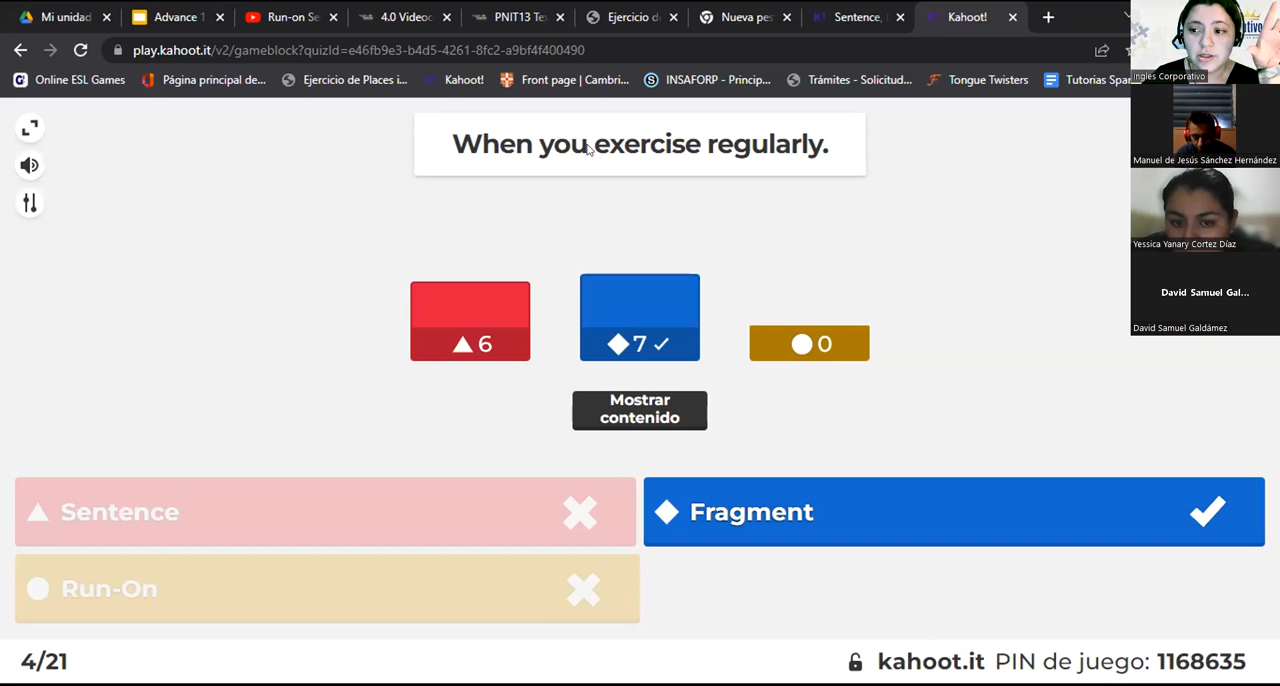 Mi unidad
Advance 1
Run-on Se
4.0 Videoc
PNIT13 Te
Ejercicio d
Nueva pes
Sentence,
Kahoot!
play.kahoot.it/v2/gameblock?quizId=e46fb9e3-b4d5-4261-8fc2-a9bf4f400490
Online ESL Games
Página principal de...
Ejercicio de Places i...
Kahoot!
Front page | Cambri...
INSAFORP - Princip...
Trámites - Solicitud...
Tongue Twisters
Tutorias Span
Inglés Corporativo
Manuel de Jesús Sánchez Hernández
Yessica Yanary Cortez Díaz
David Samuel Gal...
David Samuel Galdámez
When you exercise regularly.
6
7
0
Mostrar
contenido
Sentence
Fragment
Run-On
4/21
kahoot.it PIN de juego: 1168635